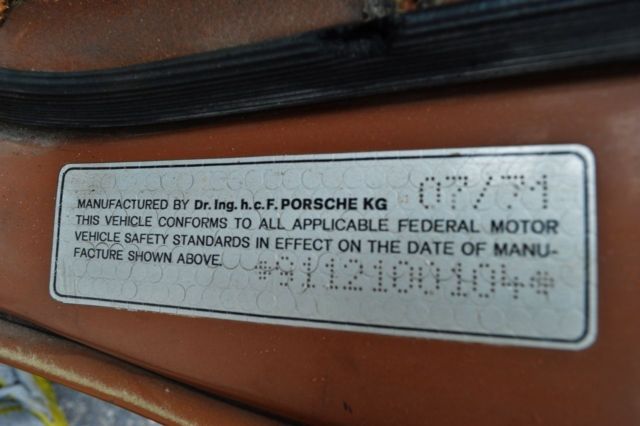 MANUFACTURED BY Dr. Ing. h.c. F. PORSCHE KG 07/71
THIS VEHICLE CONFORMS TO ALL APPLICABLE FEDERAL MOTOR
VEHICLE SAFETY STANDARDS IN EFFECT ON THE DATE OF MANU-
FACTURE SHOWN ABOVE. *9112100104*